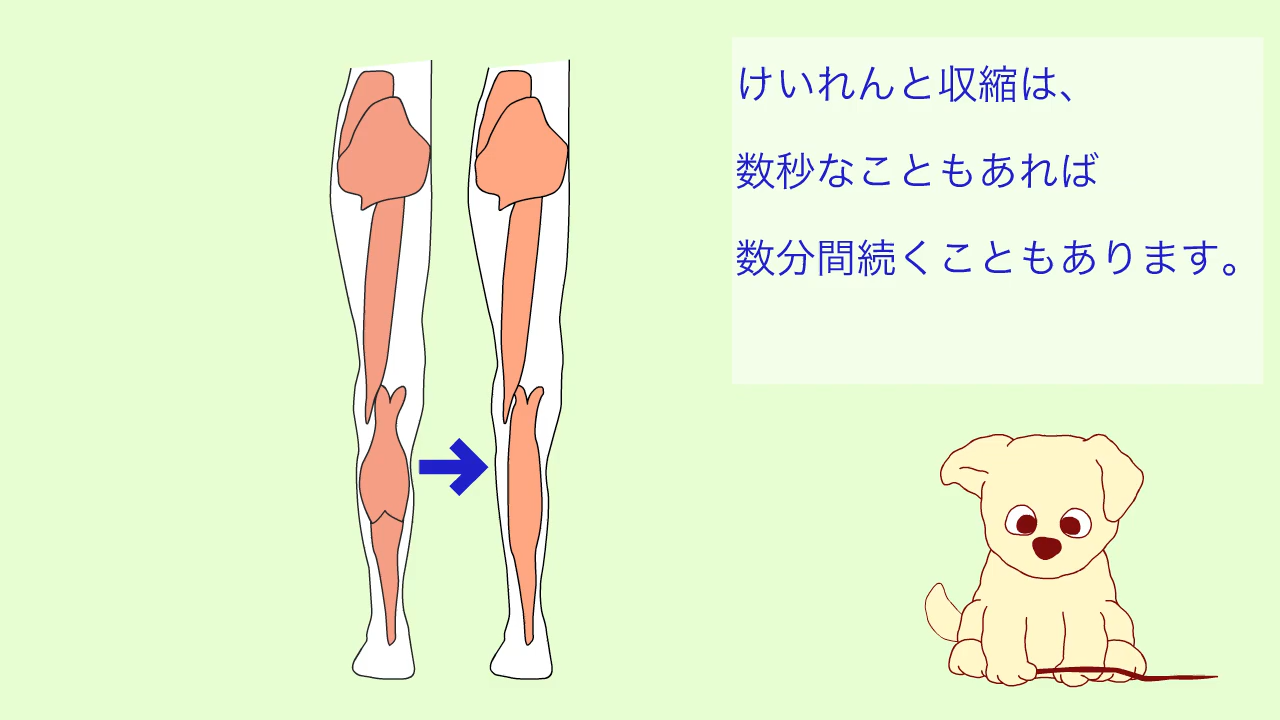 けいれんと収縮は、
数秒なこともあれば
数分間続くこともあります。